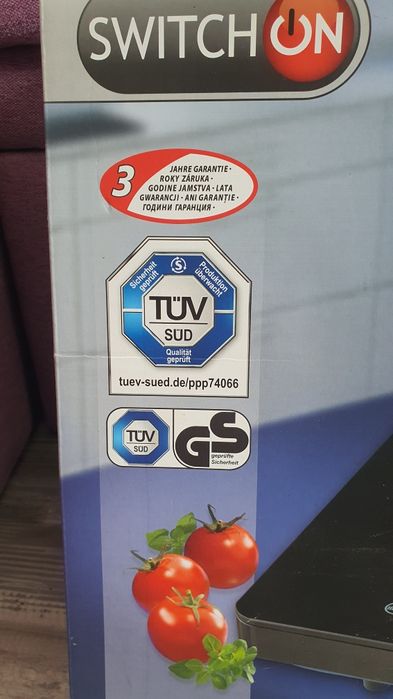 SWITCH ON
3
JAHRE GARANTIE ·
ROKY ZÁRUKA ·
GODINE JAMSTVA · LATA
GWARANCJI · ANI GARANȚIE ·
ГОДИНИ ГАРАНЦИЯ ·
Sicherheit
geprüft
S
Produktion
überwacht
TÜV
SÜD
Qualität
geprüft
tuev-sued.de/ppp74066
TÜV
SÜD
GS
geprüfte
Sicherheit